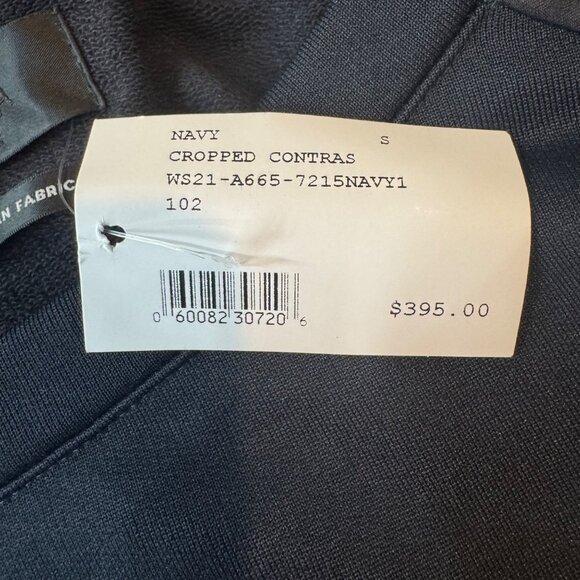 NAVY S
CROPPED CONTRAS
WS21-A665-7215NAVY1
102
0 60082 30720 6
$395.00
N FABRIC